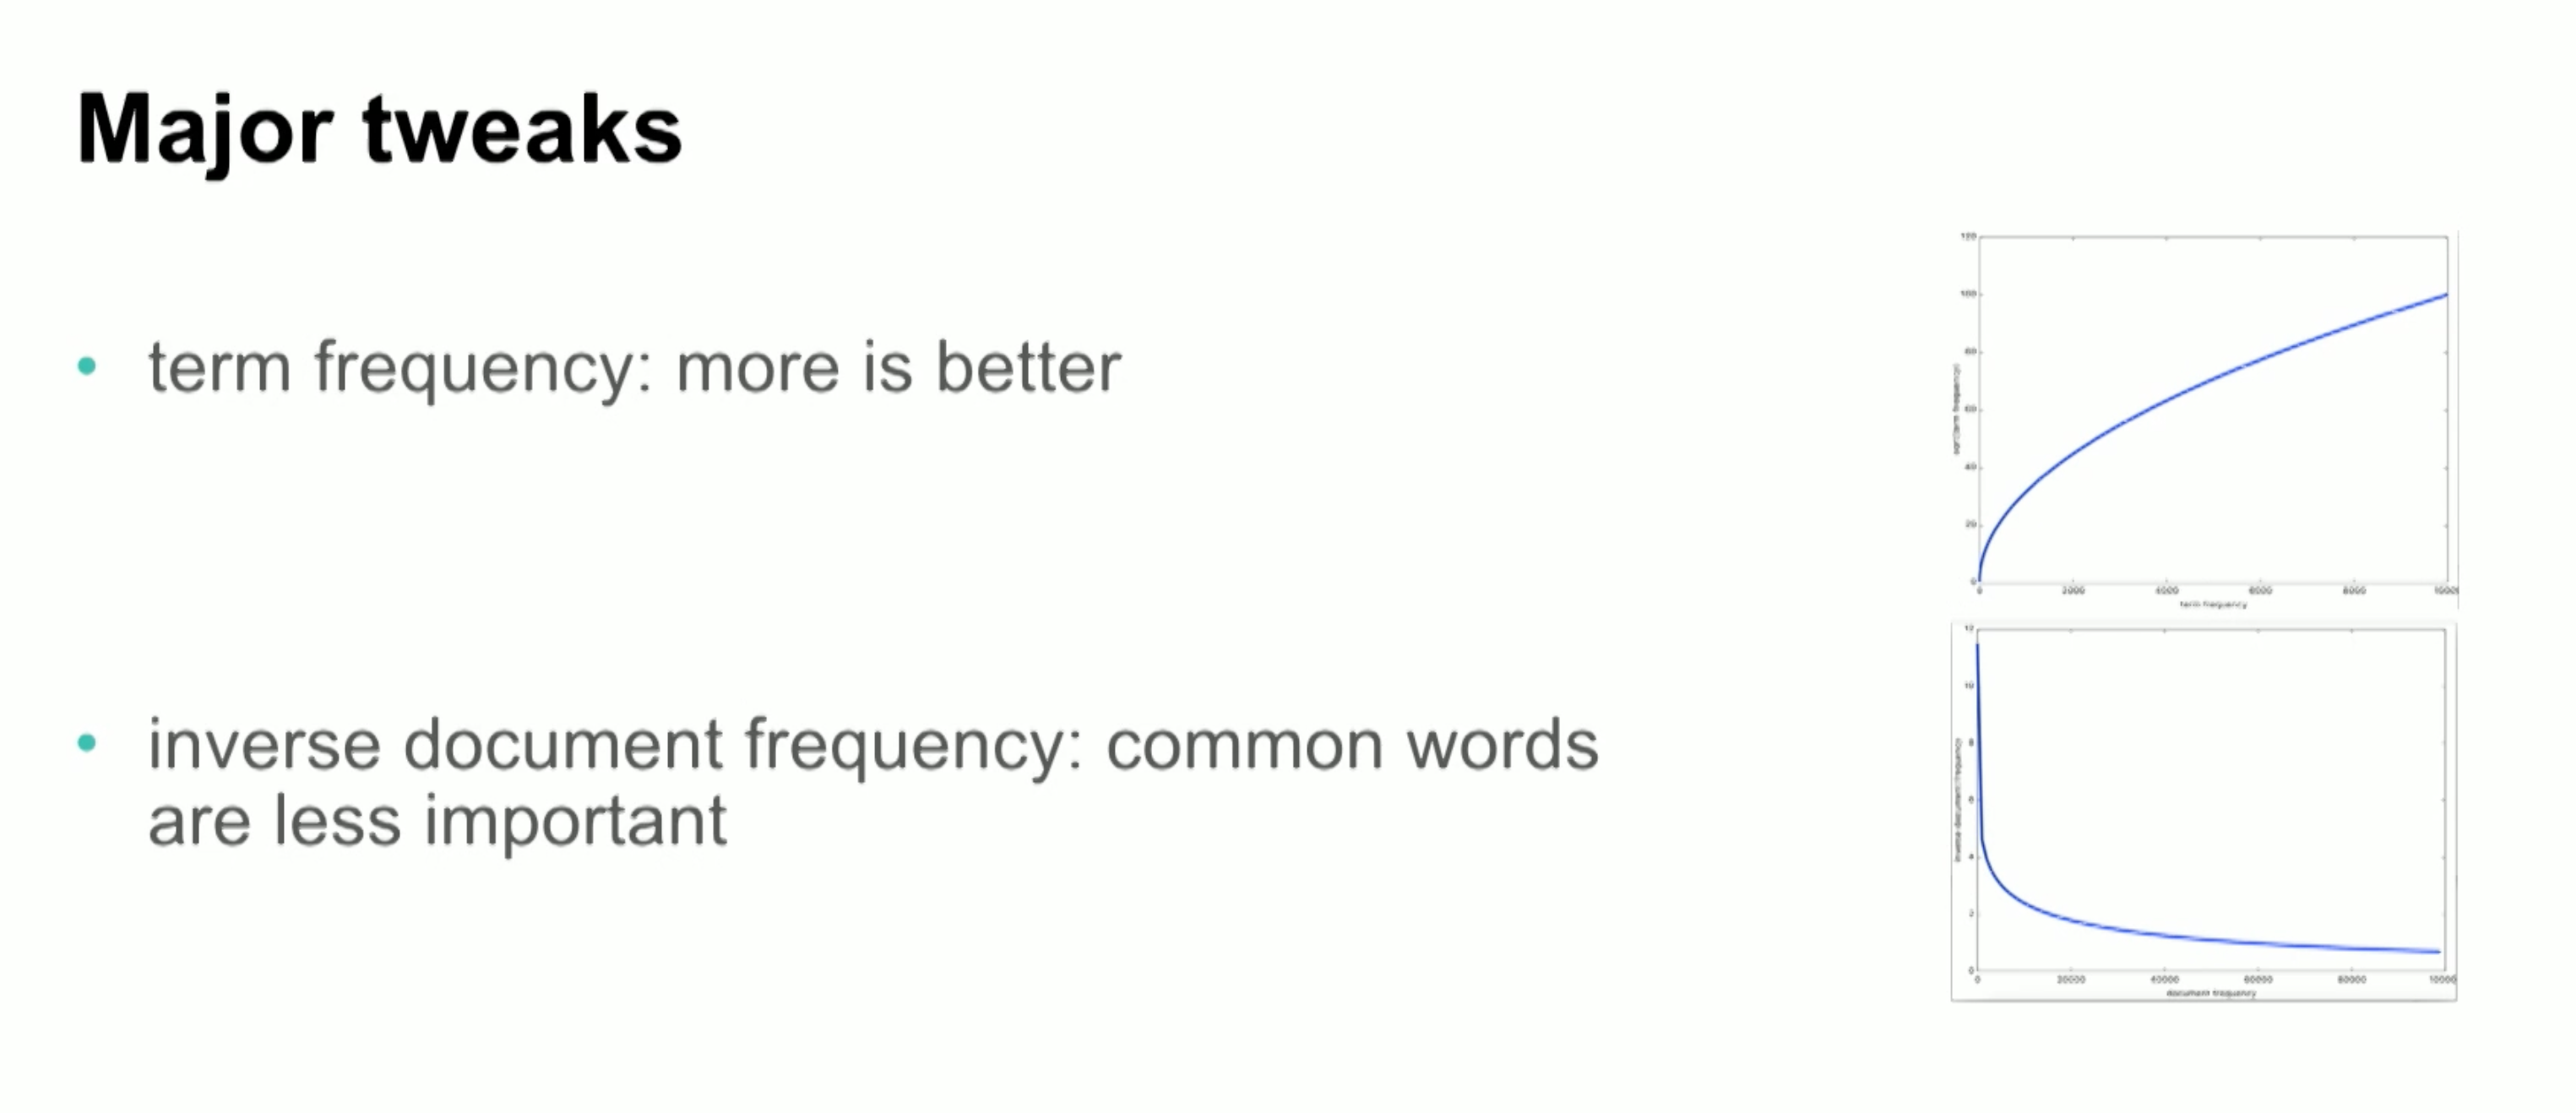 Major tweaks
• term frequency: more is better
120
100
80
60
40
20
0
0 2000 4000 6000 8000
sqrt(term frequency)
term frequency
• inverse document frequency: common words
are less important
12
10
8
6
4
2
0
0 20000 40000 60000 80000
inverse document frequency
document frequency